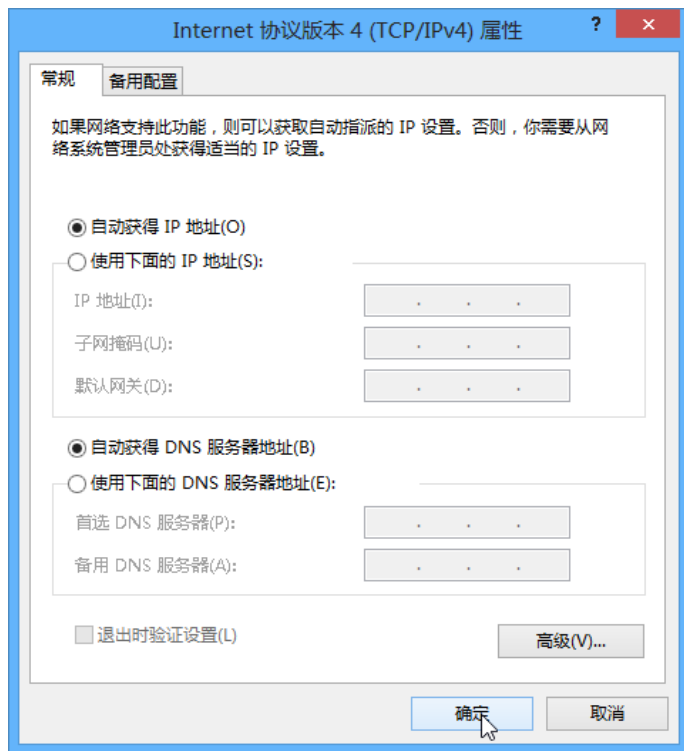 Internet 协议版本 4 (TCP/IPv4) 属性
?
×
常规
备用配置
如果网络支持此功能，则可以获取自动指派的 IP 设置。否则，你需要从网
络系统管理员处获得适当的 IP 设置。
自动获得 IP 地址(O)
使用下面的 IP 地址(S):
IP 地址(I):
子网掩码(U):
默认网关(D):
自动获得 DNS 服务器地址(B)
使用下面的 DNS 服务器地址(E):
首选 DNS 服务器(P):
备用 DNS 服务器(A):
退出时验证设置(L)
高级(V)...
确定
取消